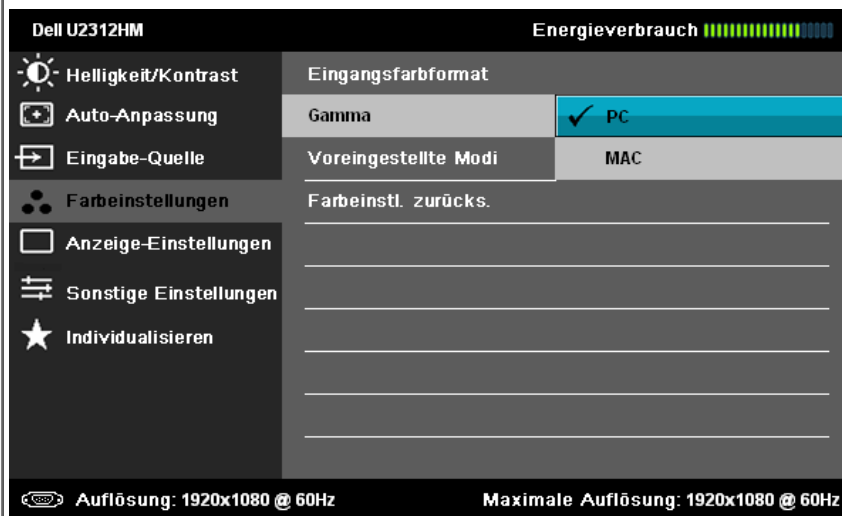 Dell U2312HM
Energieverbrauch
Helligkeit/Kontrast
Auto-Anpassung
Eingabe-Quelle
Farbeinstellungen
Anzeige-Einstellungen
Sonstige Einstellungen
Individualisieren
Eingangsfarbformat
Gamma
Voreingestellte Modi
Farbeinstl. zurücks.
PC
MAC
Auflösung: 1920x1080 @ 60Hz
Maximale Auflösung: 1920x1080 @ 60Hz